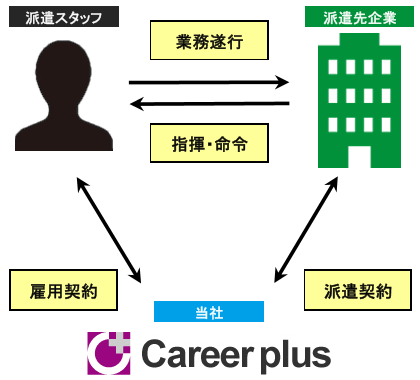 派遣スタッフ
派遣先企業
業務遂行
指揮・命令
雇用契約
派遣契約
当社
Career plus